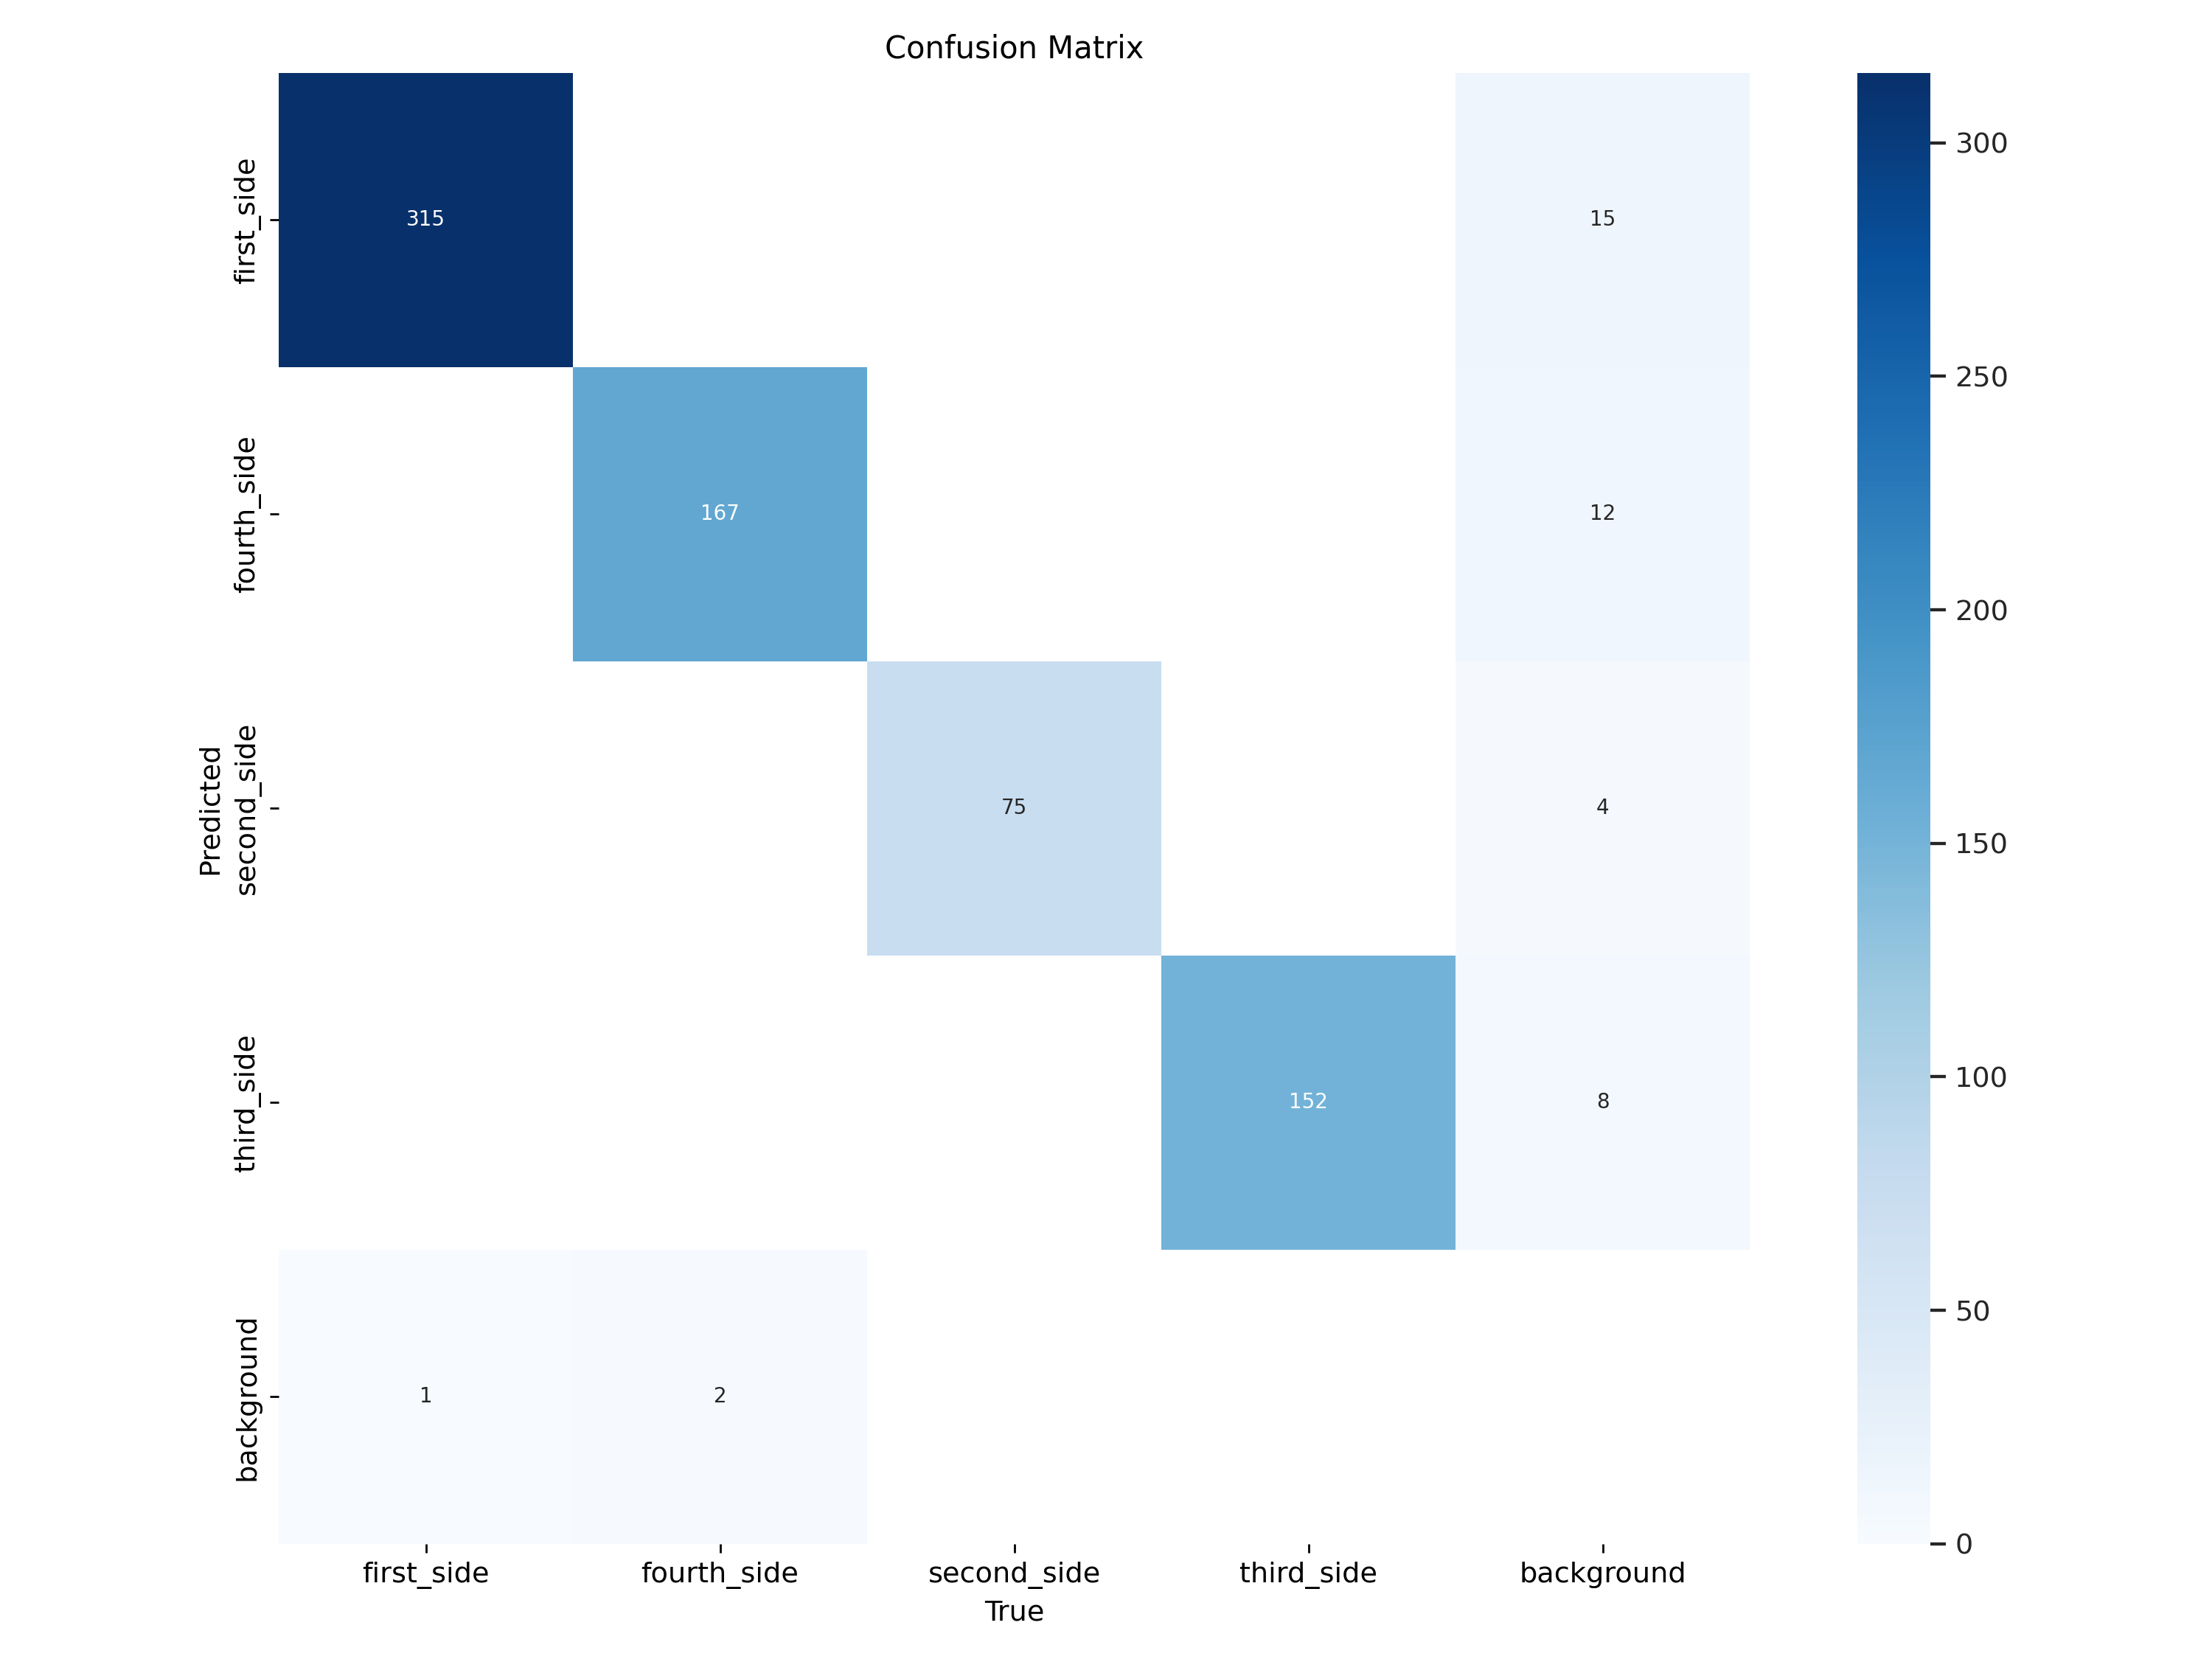 Confusion Matrix
first_side
315
15
300
250
fourth_side
167
12
200
Predicted
second_side
75
4
150
third_side
152
8
100
50
background
1
2
0
first_side fourth_side second_side third_side background
True